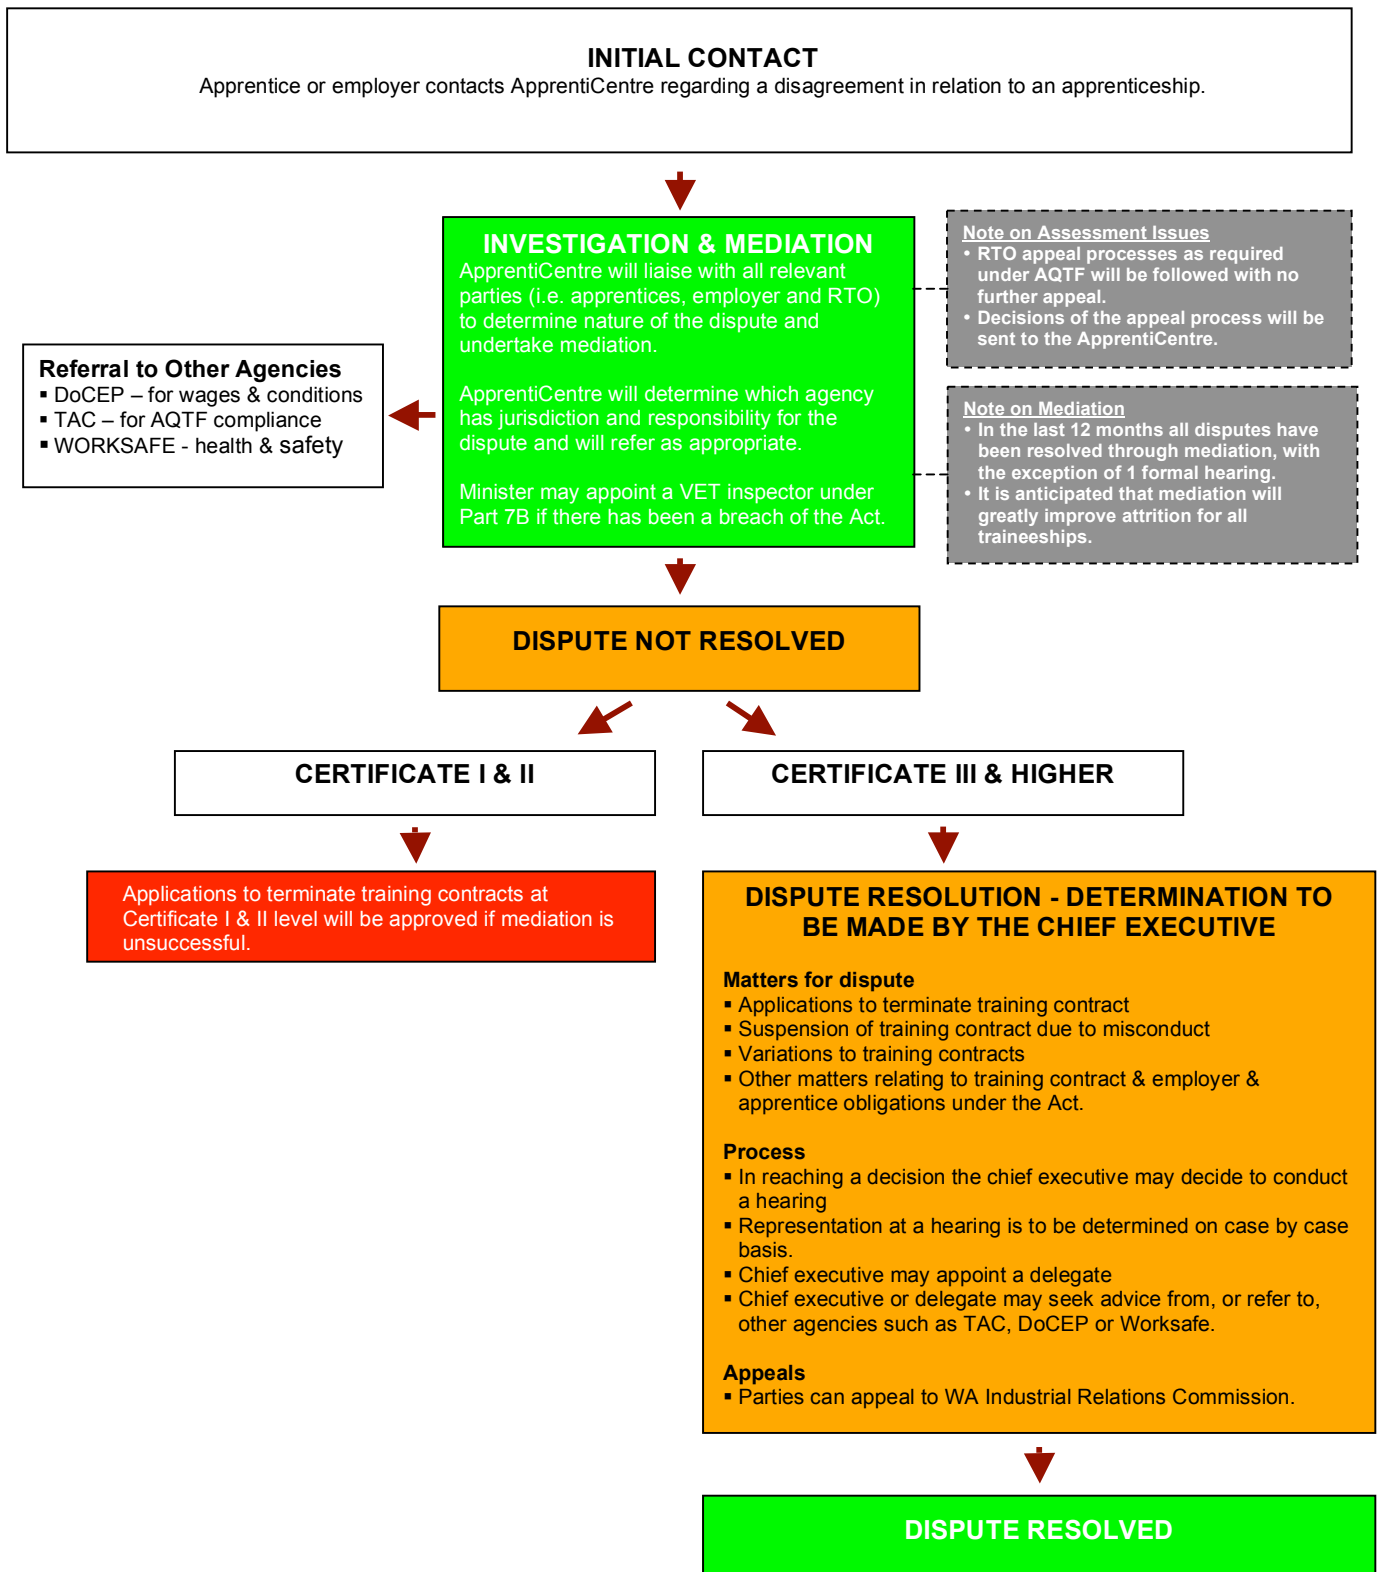 INITIAL CONTACT
Apprentice or employer contacts ApprentiCentre regarding a disagreement in relation to an apprenticeship.
INVESTIGATION & MEDIATION
ApprentiCentre will liaise with all relevant
parties (i.e. apprentices, employer and RTO)
to determine nature of the dispute and
undertake mediation.
ApprentiCentre will determine which agency
has jurisdiction and responsibility for the
dispute and will refer as appropriate.
Minister may appoint a VET inspector under
Part 7B if there has been a breach of the Act.
Note on Assessment Issues
• RTO appeal processes as required
under AQTF will be followed with no
further appeal.
• Decisions of the appeal process will be
sent to the ApprentiCentre.
Referral to Other Agencies
▪ DoCEP – for wages & conditions
▪ TAC – for AQTF compliance
▪ WORKSAFE - health & safety
Note on Mediation
• In the last 12 months all disputes have
been resolved through mediation, with
the exception of 1 formal hearing.
• It is anticipated that mediation will
greatly improve attrition for all
traineeships.
DISPUTE NOT RESOLVED
CERTIFICATE I & II
CERTIFICATE III & HIGHER
Applications to terminate training contracts at
Certificate I & II level will be approved if mediation is
unsuccessful.
DISPUTE RESOLUTION - DETERMINATION TO
BE MADE BY THE CHIEF EXECUTIVE
Matters for dispute
▪ Applications to terminate training contract
▪ Suspension of training contract due to misconduct
▪ Variations to training contracts
▪ Other matters relating to training contract & employer &
apprentice obligations under the Act.
Process
▪ In reaching a decision the chief executive may decide to conduct
a hearing
▪ Representation at a hearing is to be determined on case by case
basis.
▪ Chief executive may appoint a delegate
▪ Chief executive or delegate may seek advice from, or refer to,
other agencies such as TAC, DoCEP or Worksafe.
Appeals
▪ Parties can appeal to WA Industrial Relations Commission.
DISPUTE RESOLVED